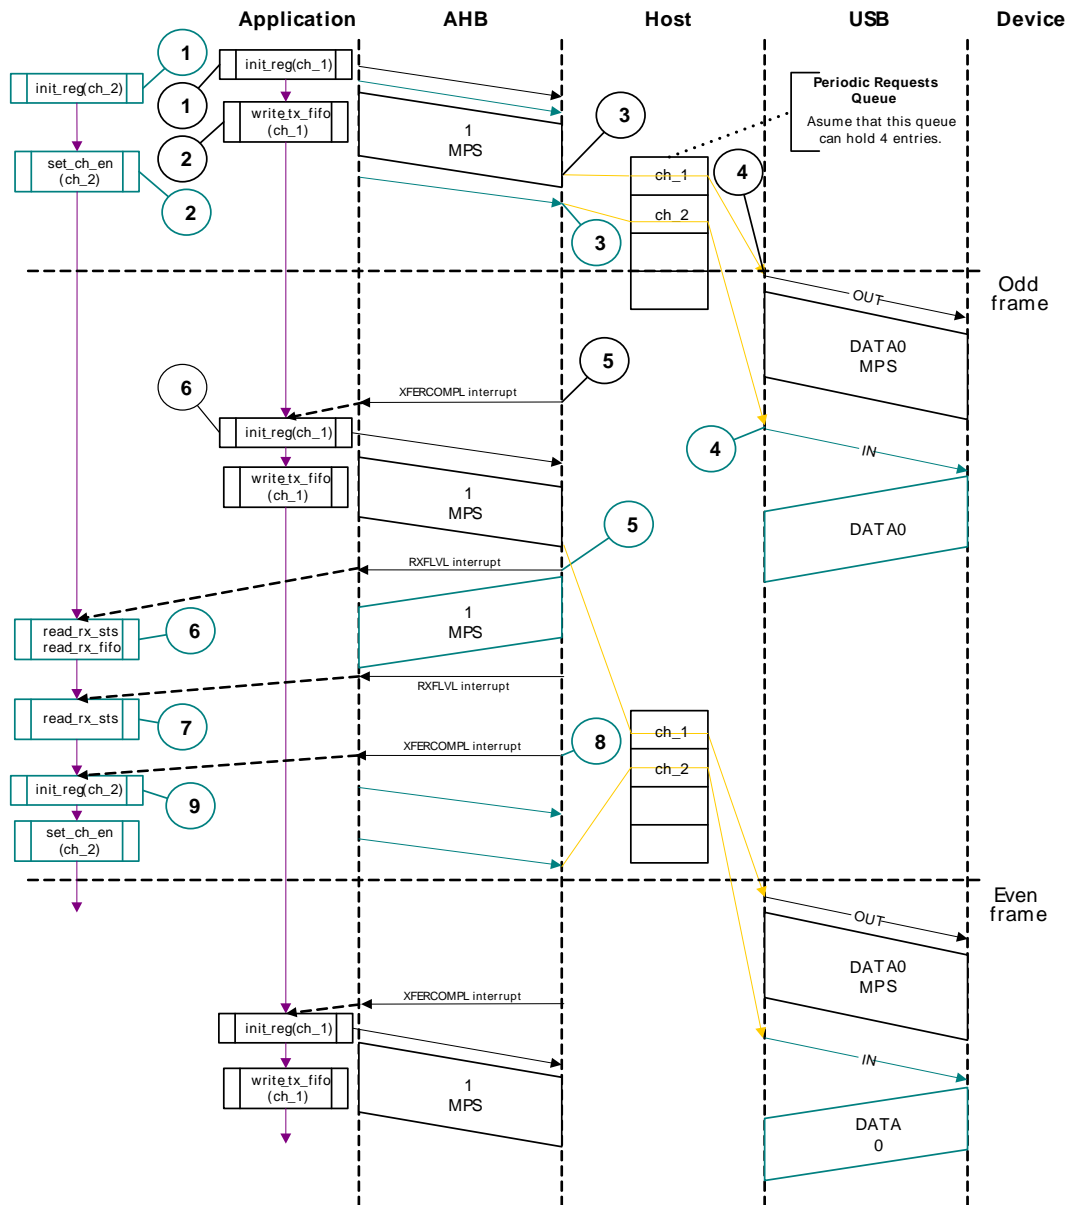 Application
AHB
Host
USB
Device
1
init_reg(ch_1)
init_reg(ch_2)
1
Periodic Requests
Queue
Asume that this queue
can hold 4 entries.
write_tx_fifo
(ch_1)
1
MPS
3
2
set_ch_en
(ch_2)
ch_1
4
2
ch_2
3
Odd
frame
OUT
DATA0
MPS
5
6
XFERCOMPL interrupt
init_reg(ch_1)
4
IN
write_tx_fifo
(ch_1)
1
MPS
5
DATA0
RXFLVL interrupt
read_rx_sts
read_rx_fifo
6
1
MPS
RXFLVL interrupt
read_rx_sts
7
ch_1
XFERCOMPL interrupt
8
ch_2
init_reg(ch_2)
9
set_ch_en
(ch_2)
Even
frame
OUT
DATA0
MPS
XFERCOMPL interrupt
init_reg(ch_1)
IN
write_tx_fifo
(ch_1)
1
MPS
DATA
0